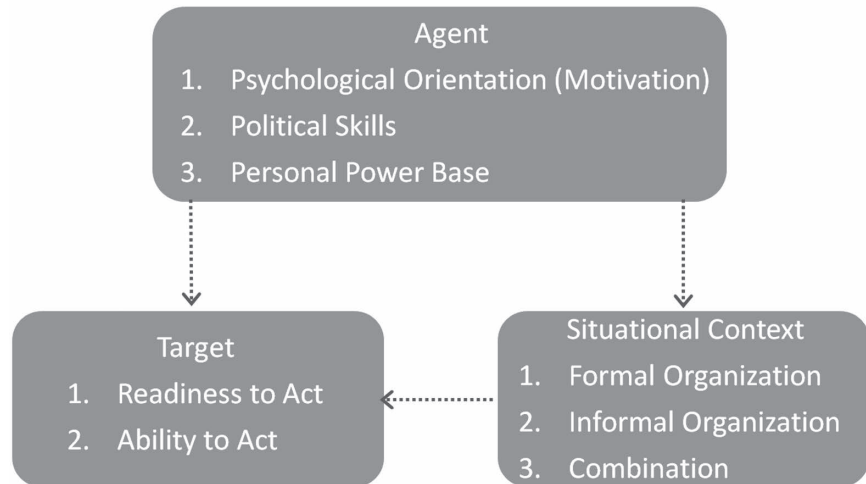 Agent
1. Psychological Orientation (Motivation)
2. Political Skills
3. Personal Power Base
Target
1. Readiness to Act
2. Ability to Act
Situational Context
1. Formal Organization
2. Informal Organization
3. Combination